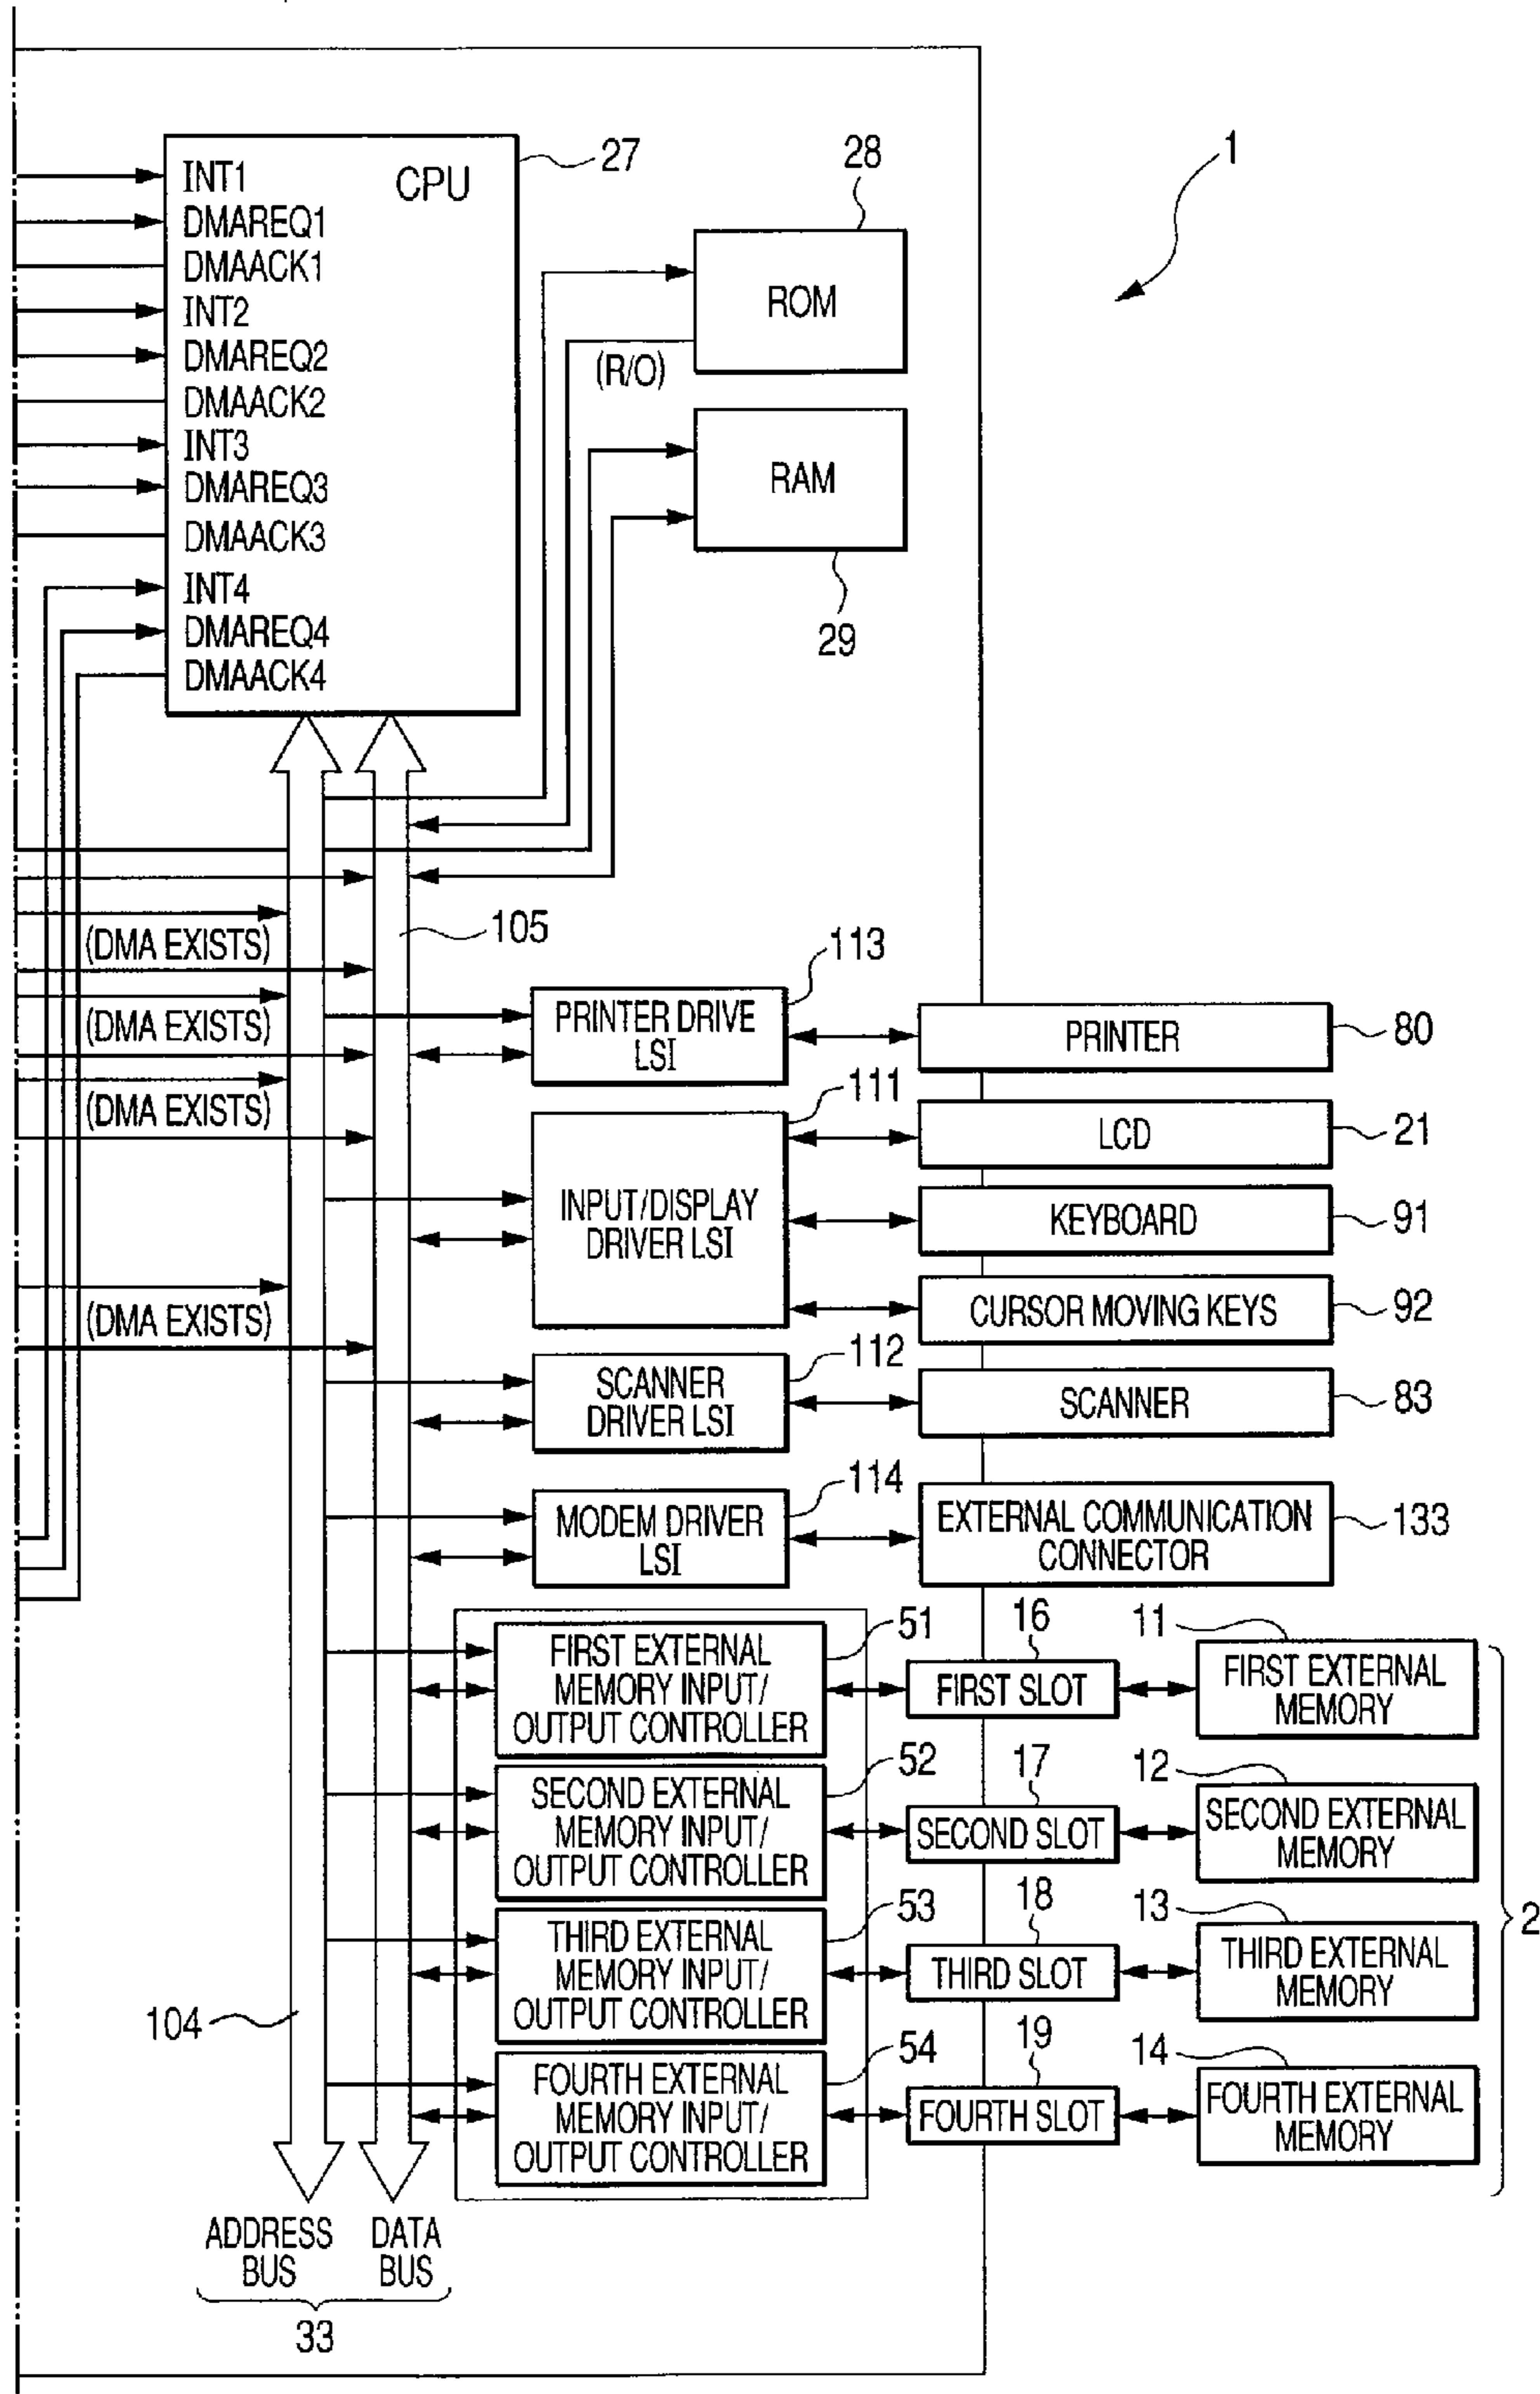 27
CPU
INT1
DMAREQ1
DMAACK1
INT2
DMAREQ2
DMAACK2
INT3
DMAREQ3
DMAACK3
INT4
DMAREQ4
DMAACK4
28
1
ROM
(R/O)
RAM
29
105
(DMA EXISTS)
(DMA EXISTS)
(DMA EXISTS)
(DMA EXISTS)
113
PRINTER DRIVE
LSI
PRINTER
80
111
INPUT/DISPLAY
DRIVER LSI
LCD
21
KEYBOARD
91
CURSOR MOVING KEYS
92
112
SCANNER
DRIVER LSI
SCANNER
83
114
MODEM DRIVER
LSI
EXTERNAL COMMUNICATION
CONNECTOR
133
51
FIRST EXTERNAL
MEMORY INPUT/
OUTPUT CONTROLLER
16
FIRST SLOT
11
FIRST EXTERNAL
MEMORY
52
SECOND EXTERNAL
MEMORY INPUT/
OUTPUT CONTROLLER
17
SECOND SLOT
12
SECOND EXTERNAL
MEMORY
53
THIRD EXTERNAL
MEMORY INPUT/
OUTPUT CONTROLLER
18
THIRD SLOT
13
THIRD EXTERNAL
MEMORY
2
104
54
FOURTH EXTERNAL
MEMORY INPUT/
OUTPUT CONTROLLER
19
FOURTH SLOT
14
FOURTH EXTERNAL
MEMORY
ADDRESS
BUS
DATA
BUS
33